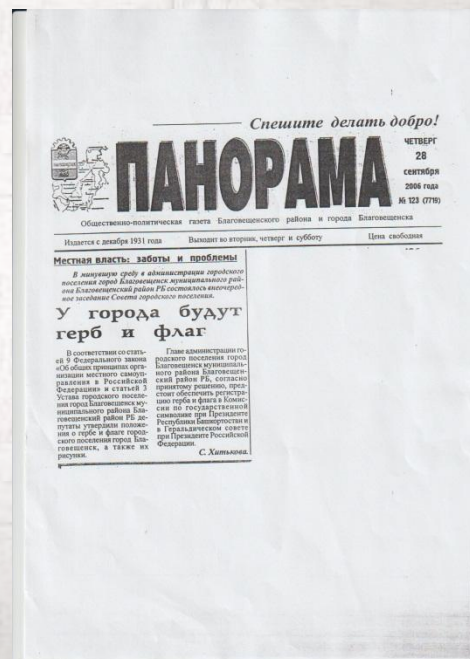 Спешите делать добро!
ПАНОРАМА
ЧЕТВЕРГ
28
сентября
2006 года
№ 123 (7719)
Общественно-политическая газета Благовещенского района и города Благовещенска
Издается с декабря 1931 года Выходит во вторник, четверг и субботу Цена свободная
Местная власть: заботы и проблемы
В минувшую среду в администрации городского
поселения город Благовещенск муниципального рай-
она Благовещенский район РБ состоялось внеочеред-
ное заседание Совета городского поселения.
У города будут
герб и флаг
В соответствии со стать-
ей 9 Федерального закона
«Об общих принципах орга-
низации местного самоуп-
равления в Российской
Федерации» и статьей 3
Устава городского поселе-
ния город Благовещенск му-
ниципального района Бла-
говещенский район РБ де-
путаты утвердили положе-
ния о гербе и флаге город-
ского поселения город Бла-
говещенск, а также их
рисунки.
Главе администрации го-
родского поселения город
Благовещенск муниципаль-
ного района Благовещен-
ский район РБ, согласно
принятому решению, пред-
стоит обеспечить регистра-
цию герба и флага в Комис-
сии по государственной
символике при Президенте
Республики Башкортостан и
в Геральдическом совете
при Президенте Российской
Федерации.
С. Хитькова.